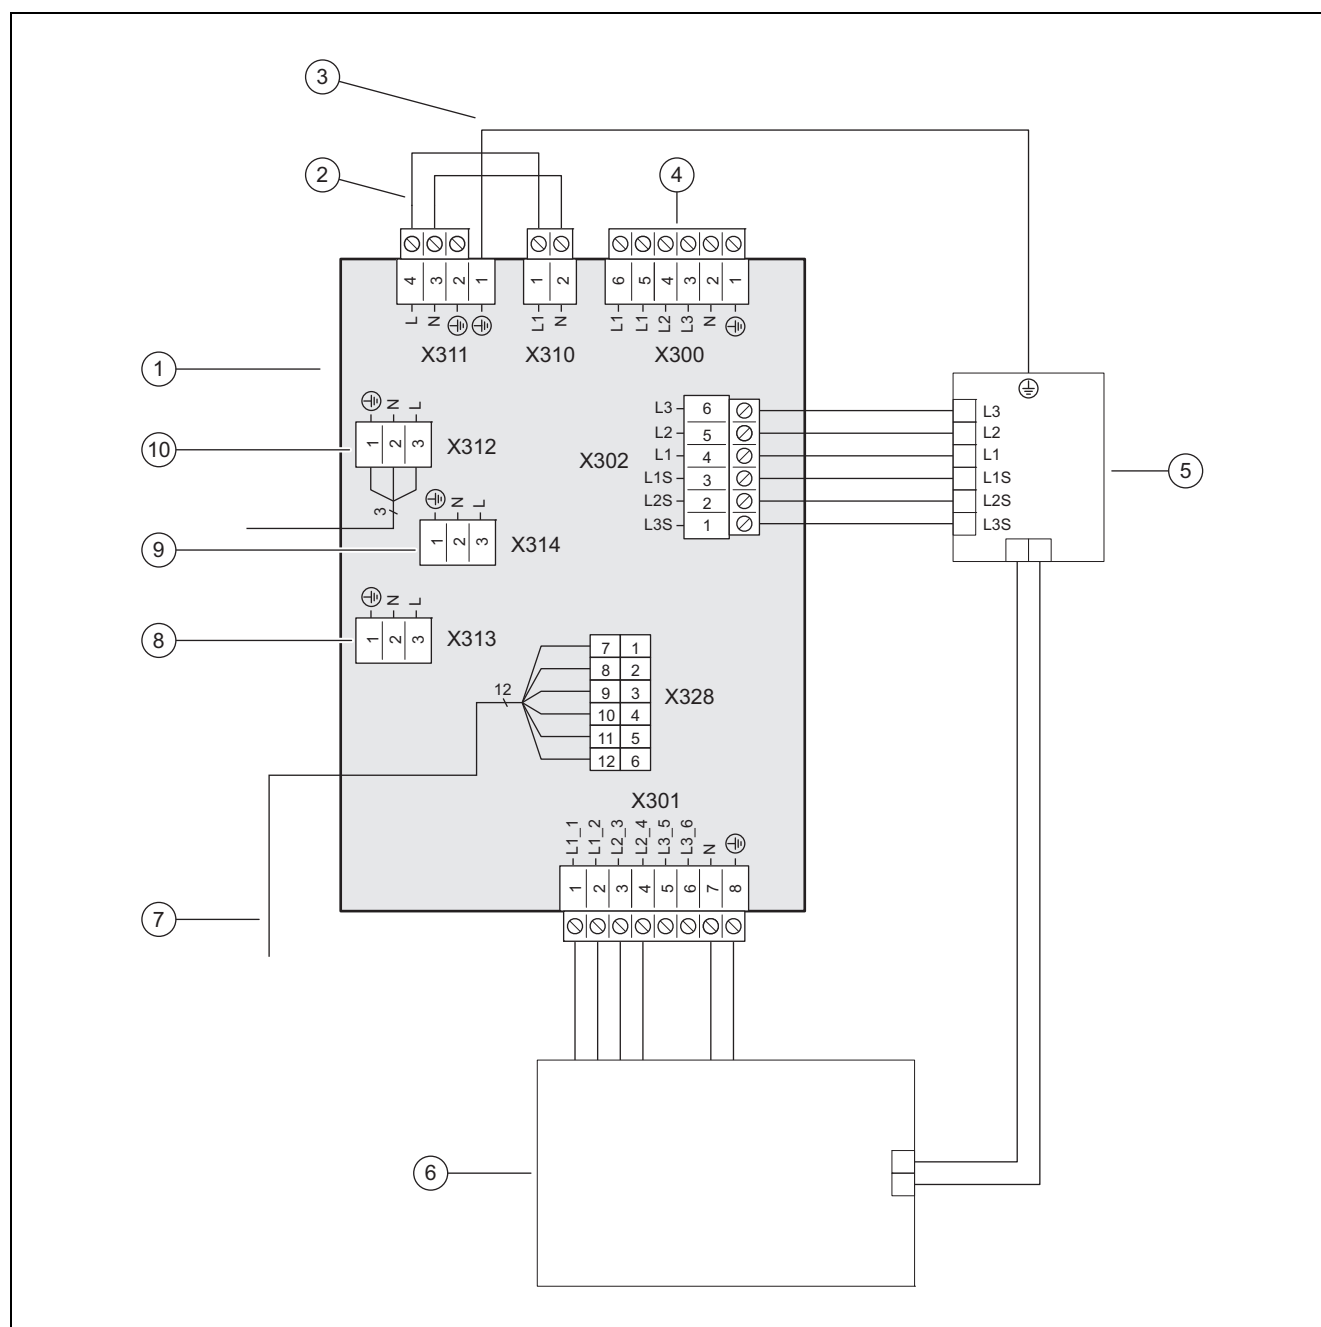 3
2
4
4 3 2 1
1 2
6 5 4 3 2 1
L N
L1 N
L1 L1 L2 L3 N
X311
X310
X300
1
N L
10
1 2 3
X312
3
N L
9
1 2 3
X314
N L
8
1 2 3
X313
X302
L3 6
L2 5
L1 4
L1S 3
L2S 2
L3S 1
L3
L2
L1
L1S
L2S
L3S
5
12
7 1
8 2
9 3
10 4
11 5
12 6
X328
X301
L1_1 L1_2 L2_3 L2_4 L3_5 L3_6 N
1 2 3 4 5 6 7 8
7
6